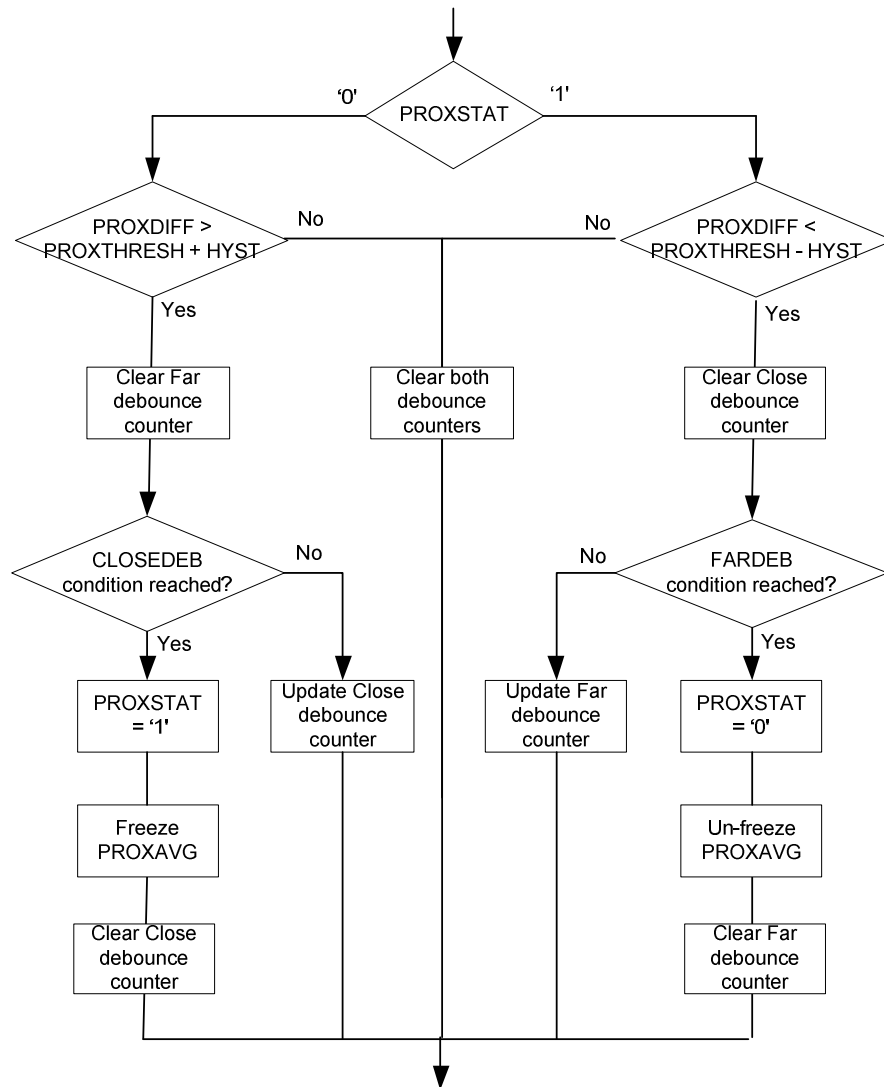 ‘0’
‘1’
PROXSTAT
PROXDIFF >
PROXTHRESH + HYST
No
No
PROXDIFF <
PROXTHRESH - HYST
Yes
Yes
Clear Far
debounce
counter
Clear both
debounce
counters
Clear Close
debounce
counter
CLOSEDEB
condition reached?
No
No
FARDEB
condition reached?
Yes
Yes
PROXSTAT
= ‘1’
Update Close
debounce
counter
Update Far
debounce
counter
PROXSTAT
= ‘0’
Freeze
PROXAVG
Un-freeze
PROXAVG
Clear Close
debounce
counter
Clear Far
debounce
counter